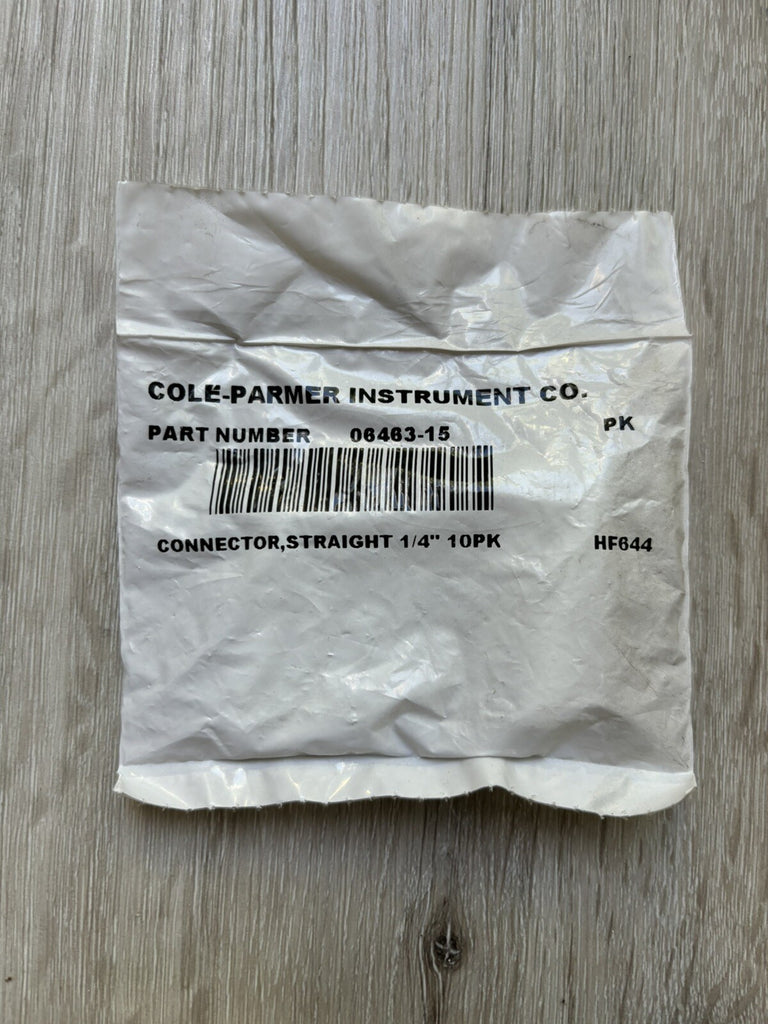 COLE-PARMER INSTRUMENT CO.
PART NUMBER 06463-15 PK
CONNECTOR,STRAIGHT 1/4" 10PK HF644